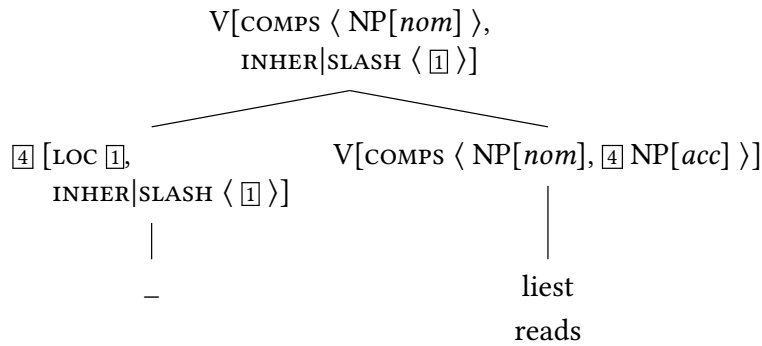 V[COMPS ⟨ NP[nom] ⟩,
INHER|SLASH ⟨ 1 ⟩]
4 [LOC 1, V[COMPS ⟨ NP[nom], 4 NP[acc] ⟩]
INHER|SLASH ⟨ 1 ⟩]
_ liest
reads